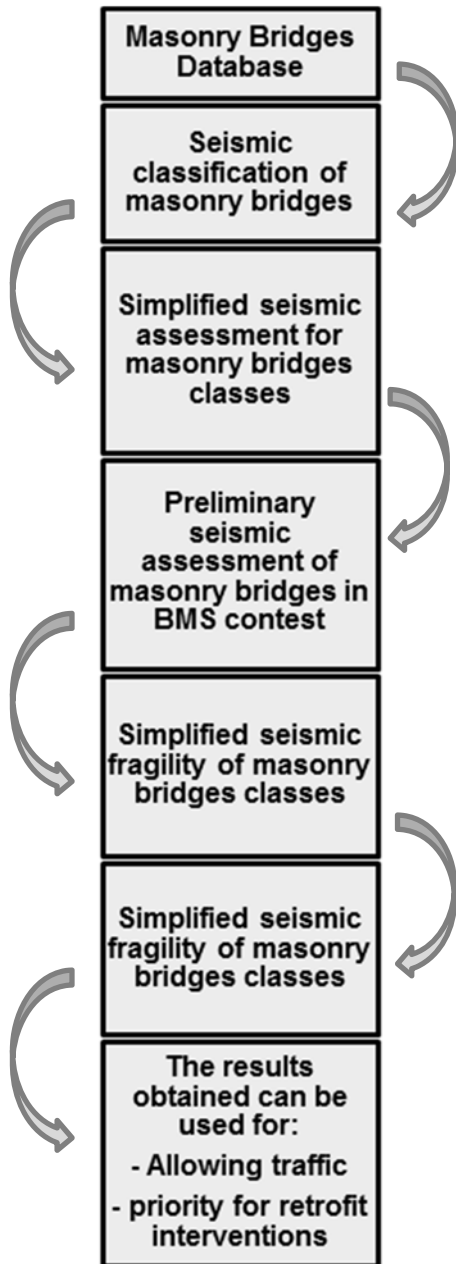 Masonry Bridges
Database
Seismic
classification of
masonry bridges
Simplified seismic
assessment for
masonry bridges
classes
Preliminary
seismic
assessment of
masonry bridges in
BMS contest
Simplified seismic
fragility of masonry
bridges classes
Simplified seismic
fragility of masonry
bridges classes
The results
obtained can be
used for:
- Allowing traffic
- priority for retrofit
interventions